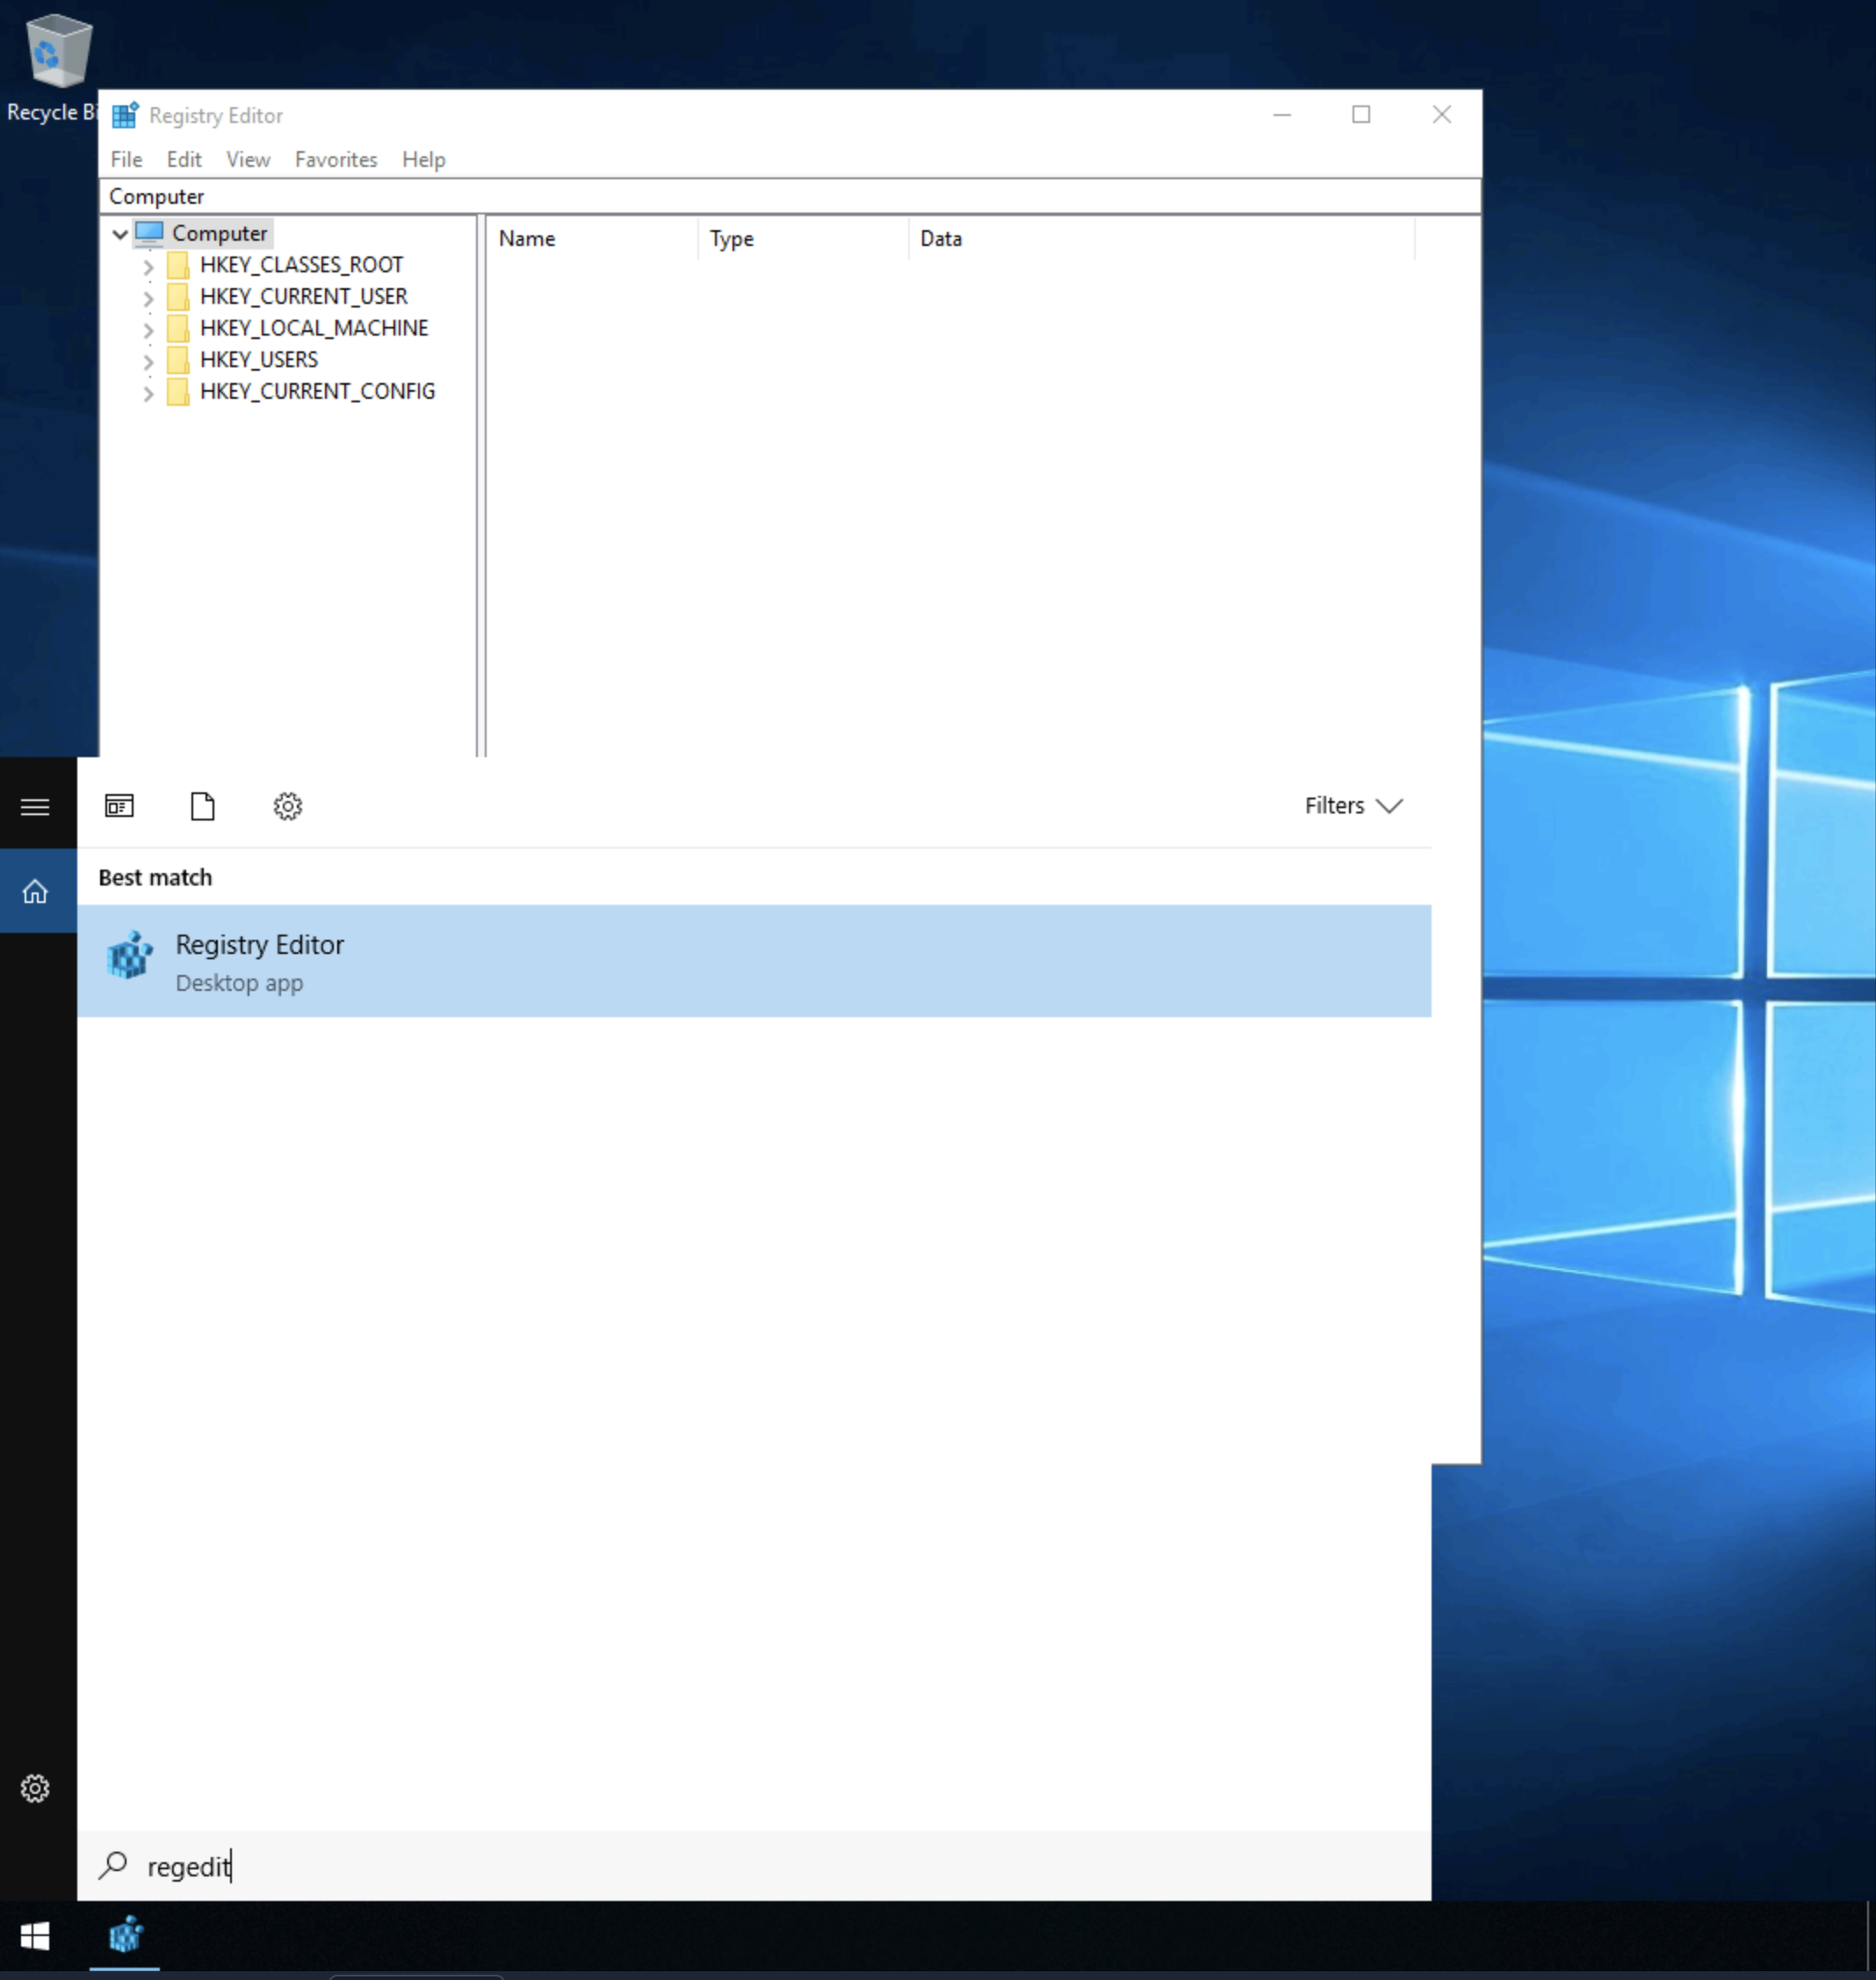 Recycle Bi
Registry Editor
File Edit View Favorites Help
Computer
Computer
HKEY_CLASSES_ROOT
HKEY_CURRENT_USER
HKEY_LOCAL_MACHINE
HKEY_USERS
HKEY_CURRENT_CONFIG
Name Type Data
Filters
Best match
Registry Editor
Desktop app
regedit